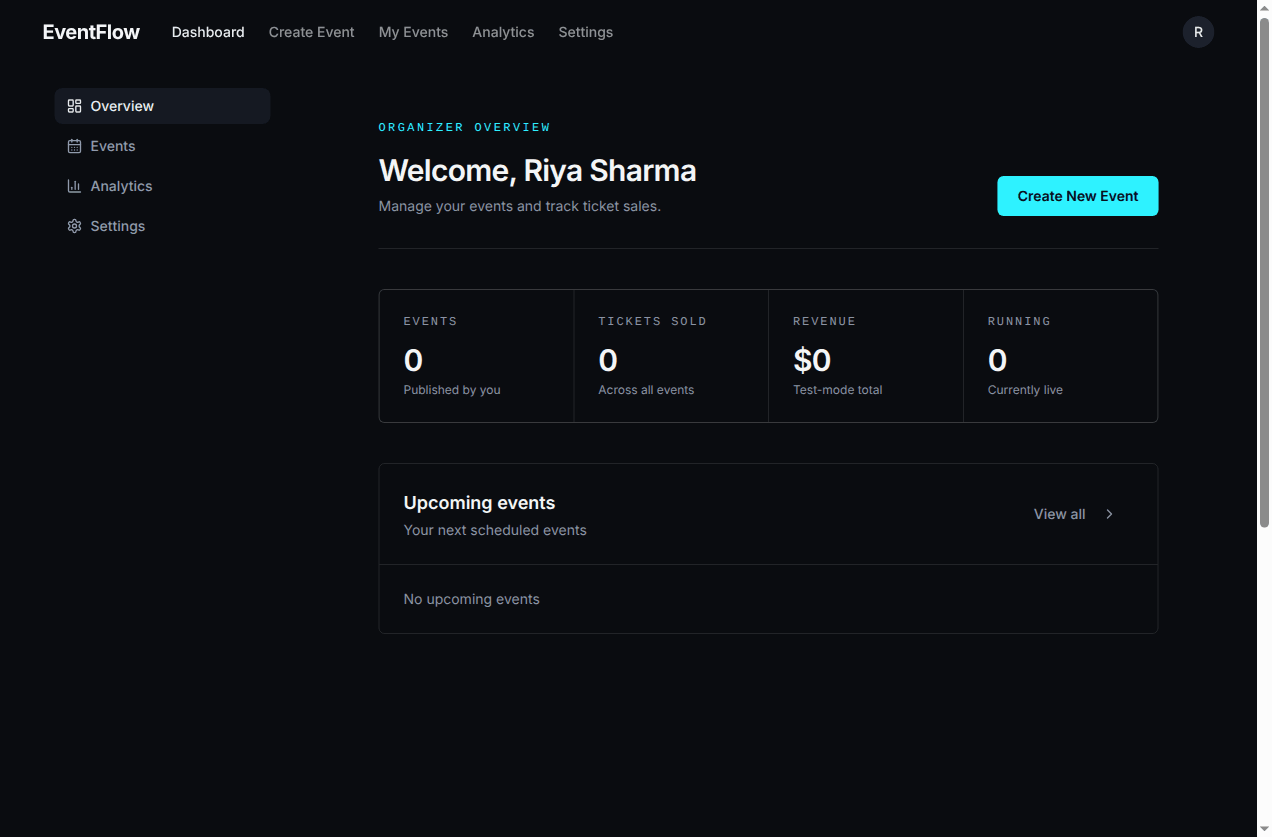 EventFlow Dashboard Create Event My Events Analytics Settings R
Overview
Events
Analytics
Settings
ORGANIZER OVERVIEW
Welcome, Riya Sharma
Manage your events and track ticket sales.
Create New Event
EVENTS
0
Published by you
TICKETS SOLD
0
Across all events
REVENUE
$0
Test-mode total
RUNNING
0
Currently live
Upcoming events
Your next scheduled events
View all
No upcoming events